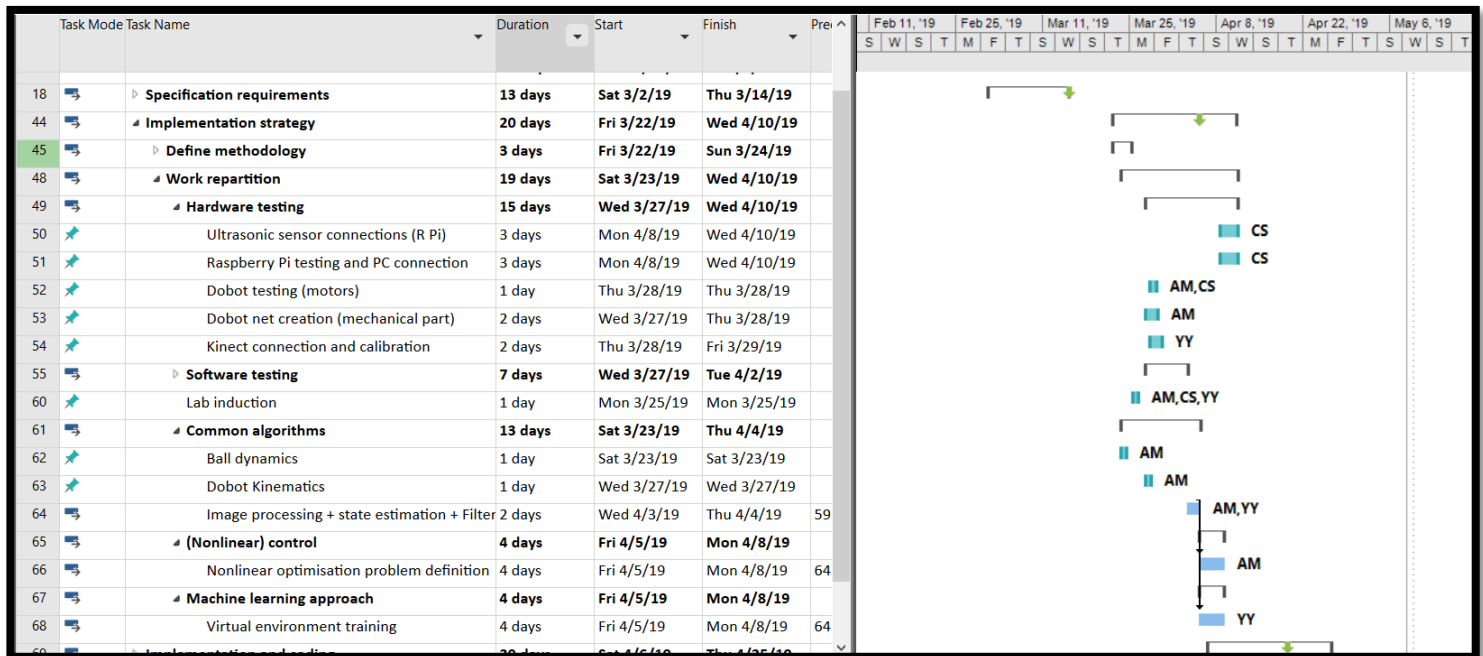 Task Mode Task Name Duration Start Finish Pred Feb 11, '19 Feb 25, '19 Mar 11, '19 Mar 25, '19 Apr 8, '19 Apr 22, '19 May 6, '19
S W S T M F T S W S T M F T S W S T M F T S W S T
18 Specification requirements 13 days Sat 3/2/19 Thu 3/14/19
44 Implementation strategy 20 days Fri 3/22/19 Wed 4/10/19
45 Define methodology 3 days Fri 3/22/19 Sun 3/24/19
48 Work repartition 19 days Sat 3/23/19 Wed 4/10/19
49 Hardware testing 15 days Wed 3/27/19 Wed 4/10/19
50 Ultrasonic sensor connections (R Pi) 3 days Mon 4/8/19 Wed 4/10/19 CS
51 Raspberry Pi testing and PC connection 3 days Mon 4/8/19 Wed 4/10/19 CS
52 Dobot testing (motors) 1 day Thu 3/28/19 Thu 3/28/19 AM,CS
53 Dobot net creation (mechanical part) 2 days Wed 3/27/19 Thu 3/28/19 AM
54 Kinect connection and calibration 2 days Thu 3/28/19 Fri 3/29/19 YY
55 Software testing 7 days Wed 3/27/19 Tue 4/2/19
60 Lab induction 1 day Mon 3/25/19 Mon 3/25/19 AM,CS,YY
61 Common algorithms 13 days Sat 3/23/19 Thu 4/4/19
62 Ball dynamics 1 day Sat 3/23/19 Sat 3/23/19 AM
63 Dobot Kinematics 1 day Wed 3/27/19 Wed 3/27/19 AM
64 Image processing + state estimation + Filter 2 days Wed 4/3/19 Thu 4/4/19 59 AM,YY
65 (Nonlinear) control 4 days Fri 4/5/19 Mon 4/8/19
66 Nonlinear optimisation problem definition 4 days Fri 4/5/19 Mon 4/8/19 64 AM
67 Machine learning approach 4 days Fri 4/5/19 Mon 4/8/19
68 Virtual environment training 4 days Fri 4/5/19 Mon 4/8/19 64 YY
69 Implementation and coding 20 days Sat 4/6/19 Thu 4/25/19